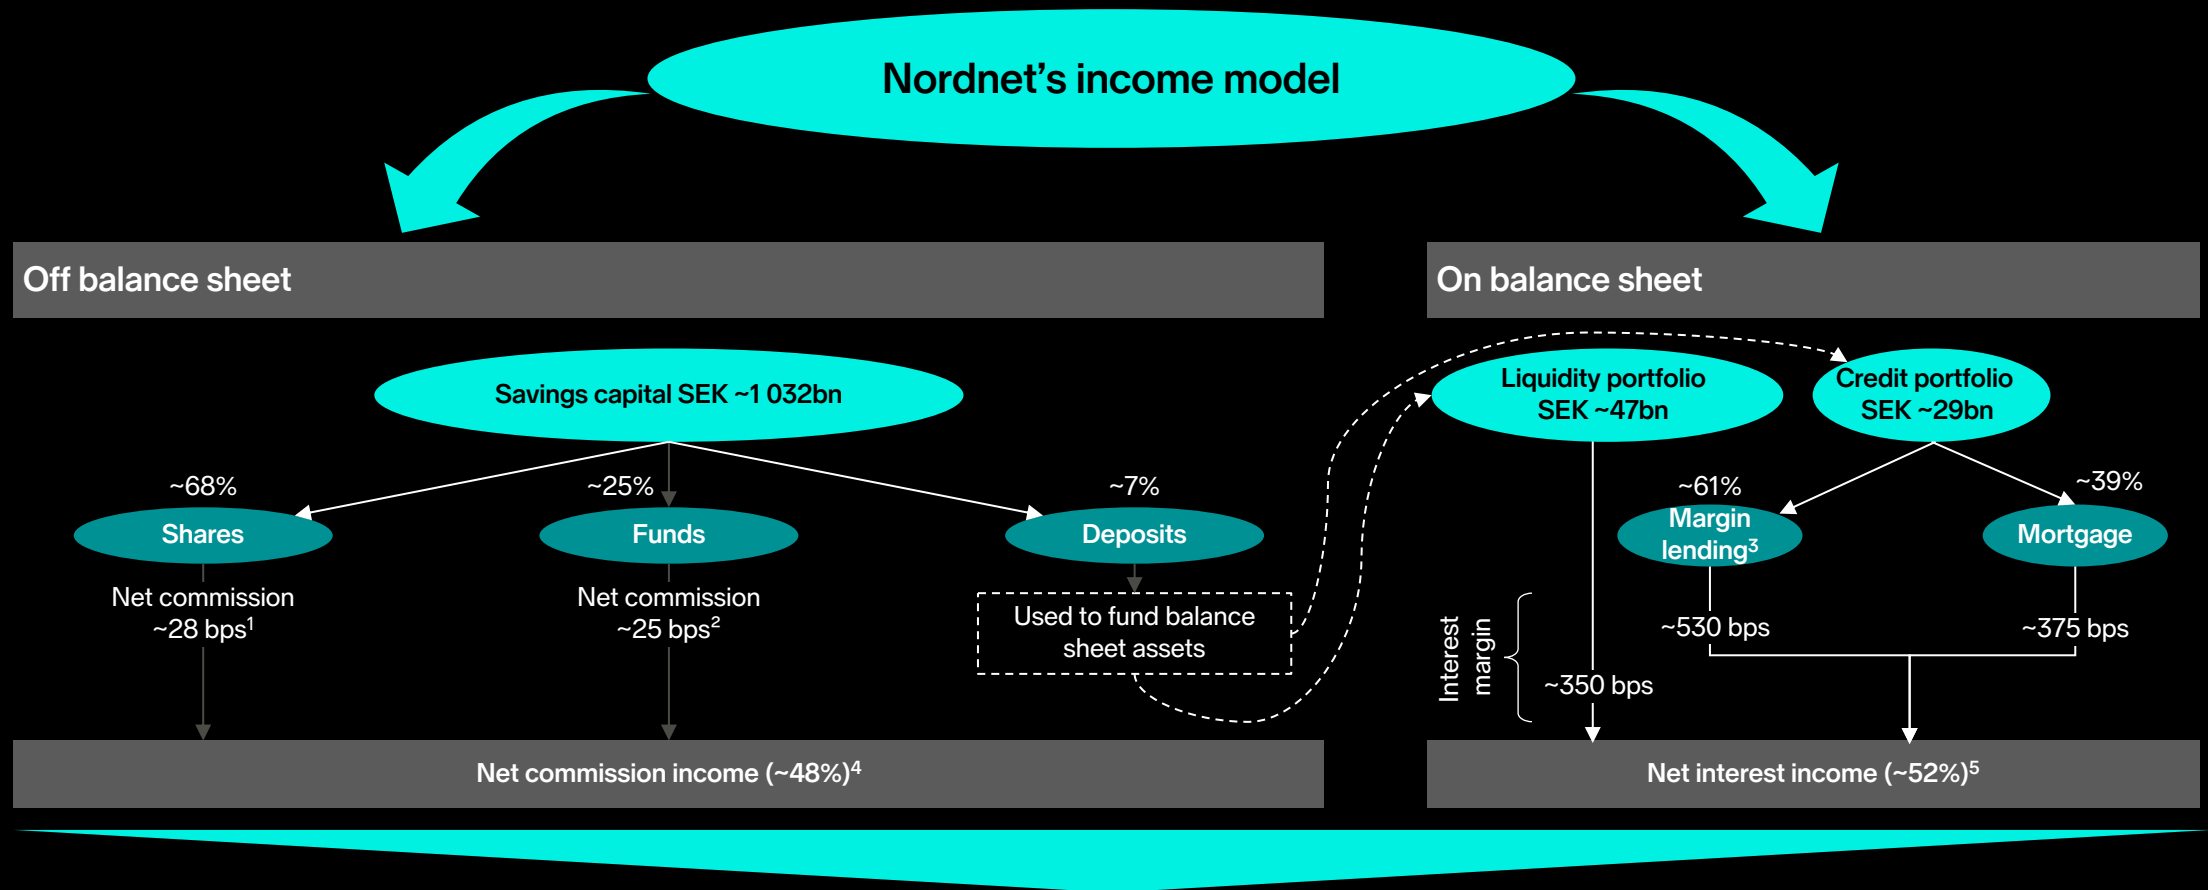 Nordnet’s income model
Off balance sheet
On balance sheet
Savings capital SEK ~1 032bn
Liquidity portfolio
SEK ~47bn
Credit portfolio
SEK ~29bn
~68%
~25%
~7%
~61%
~39%
Shares
Funds
Deposits
Margin
lending³
Mortgage
Net commission
~28 bps¹
Net commission
~25 bps²
Used to fund balance
sheet assets
Interest
margin
~350 bps
~530 bps
~375 bps
Net commission income (~48%)⁴
Net interest income (~52%)⁵